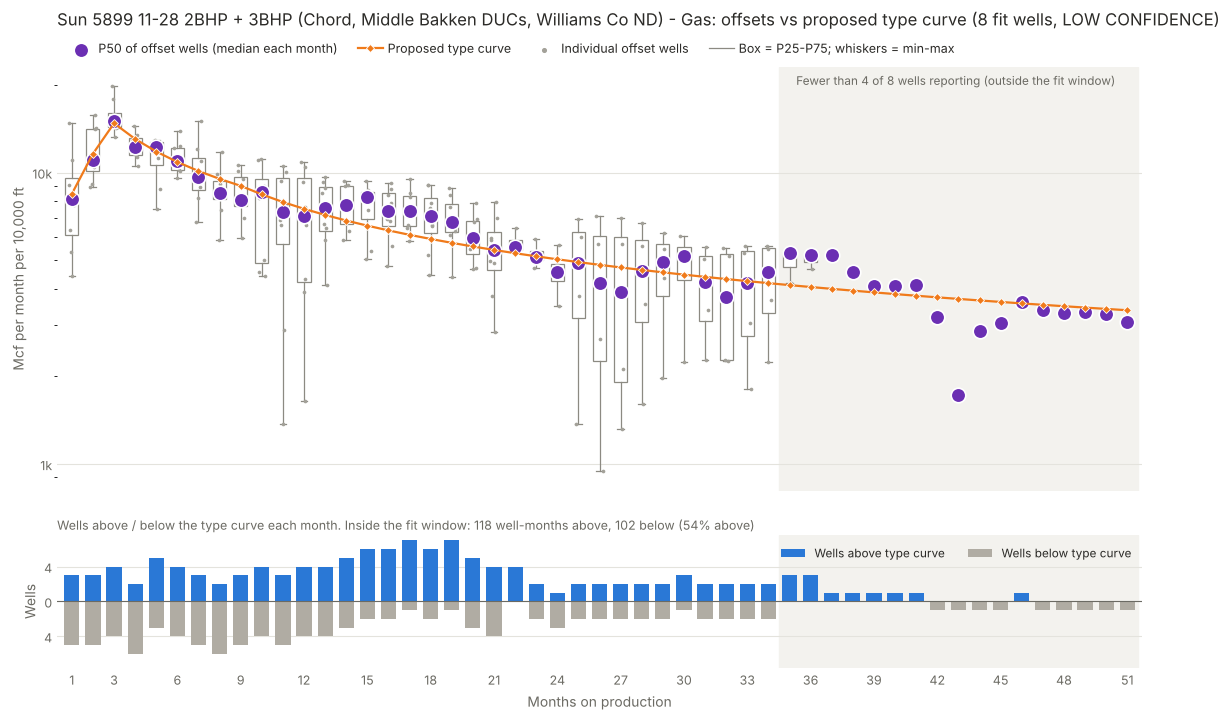 Sun 5899 11-28 2BHP + 3BHP (Chord, Middle Bakken DUCs, Williams Co ND) - Gas: offsets vs proposed type curve (8 fit wells, LOW CONFIDENCE)
P50 of offset wells (median each month)
Proposed type curve
Individual offset wells
Box = P25-P75; whiskers = min-max
Fewer than 4 of 8 wells reporting (outside the fit window)
10k
1k
Mcf per month per 10,000 ft
Wells above / below the type curve each month. Inside the fit window: 118 well-months above, 102 below (54% above)
Wells above type curve
Wells below type curve
4
0
4
Wells
1 3 6 9 12 15 18 21 24 27 30 33 36 39 42 45 48 51
Months on production